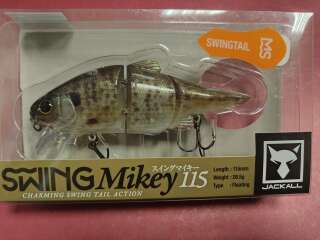 SWINGTAIL
MS
スイングマイキー
SWING Mikey 115
CHARMING SWING TAIL ACTION
Length : 115mm
Type : Floating
JACKALL